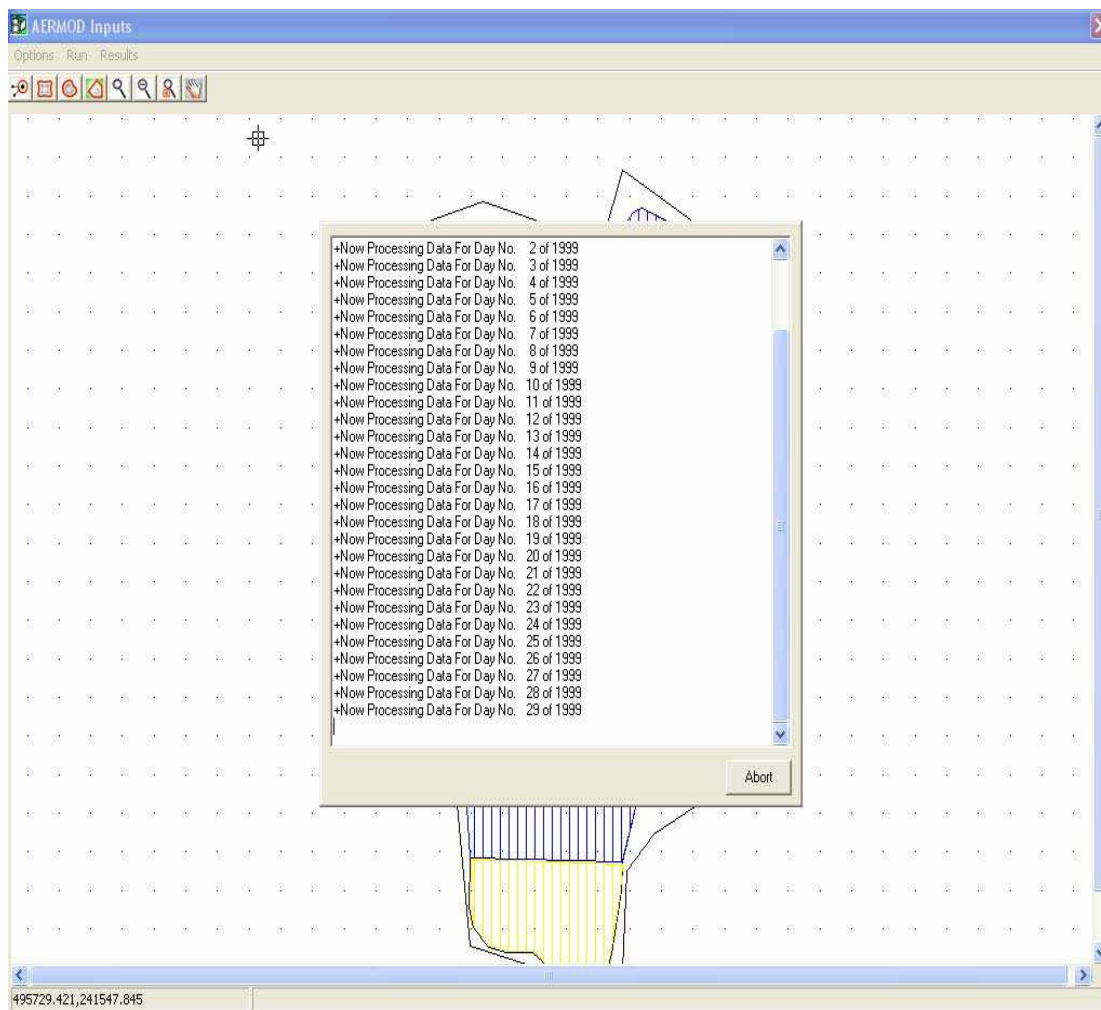 AERMOD Inputs
Options Run Results
+Now Processing Data For Day No. 2 of 1999
+Now Processing Data For Day No. 3 of 1999
+Now Processing Data For Day No. 4 of 1999
+Now Processing Data For Day No. 5 of 1999
+Now Processing Data For Day No. 6 of 1999
+Now Processing Data For Day No. 7 of 1999
+Now Processing Data For Day No. 8 of 1999
+Now Processing Data For Day No. 9 of 1999
+Now Processing Data For Day No. 10 of 1999
+Now Processing Data For Day No. 11 of 1999
+Now Processing Data For Day No. 12 of 1999
+Now Processing Data For Day No. 13 of 1999
+Now Processing Data For Day No. 14 of 1999
+Now Processing Data For Day No. 15 of 1999
+Now Processing Data For Day No. 16 of 1999
+Now Processing Data For Day No. 17 of 1999
+Now Processing Data For Day No. 18 of 1999
+Now Processing Data For Day No. 19 of 1999
+Now Processing Data For Day No. 20 of 1999
+Now Processing Data For Day No. 21 of 1999
+Now Processing Data For Day No. 22 of 1999
+Now Processing Data For Day No. 23 of 1999
+Now Processing Data For Day No. 24 of 1999
+Now Processing Data For Day No. 25 of 1999
+Now Processing Data For Day No. 26 of 1999
+Now Processing Data For Day No. 27 of 1999
+Now Processing Data For Day No. 28 of 1999
+Now Processing Data For Day No. 29 of 1999
Abort
495729.421,241547.845